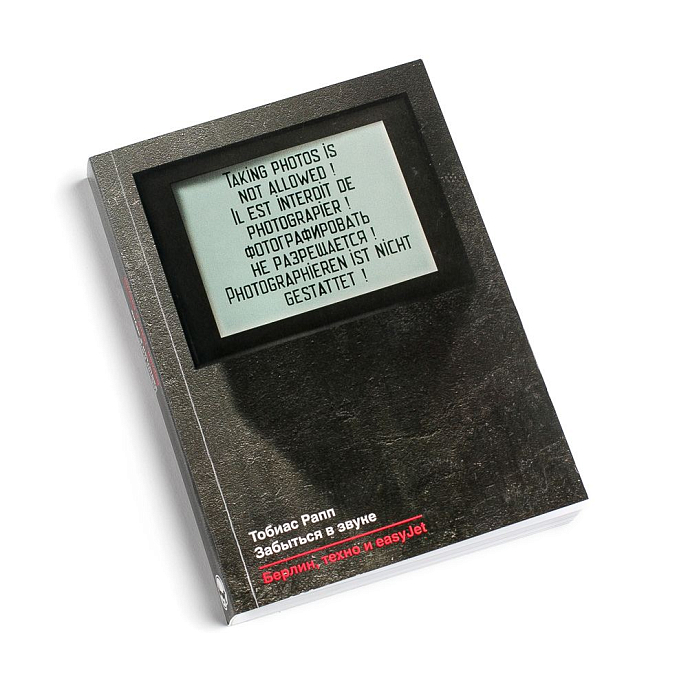 Taking photos is
not allowed !
Il est interdit de
photograpier !
Фотографировать
не разрешается !
Photographieren ist nicht
gestattet !
Тобиас Рапп
Забыться в звуке
Берлин, техно и easyJet